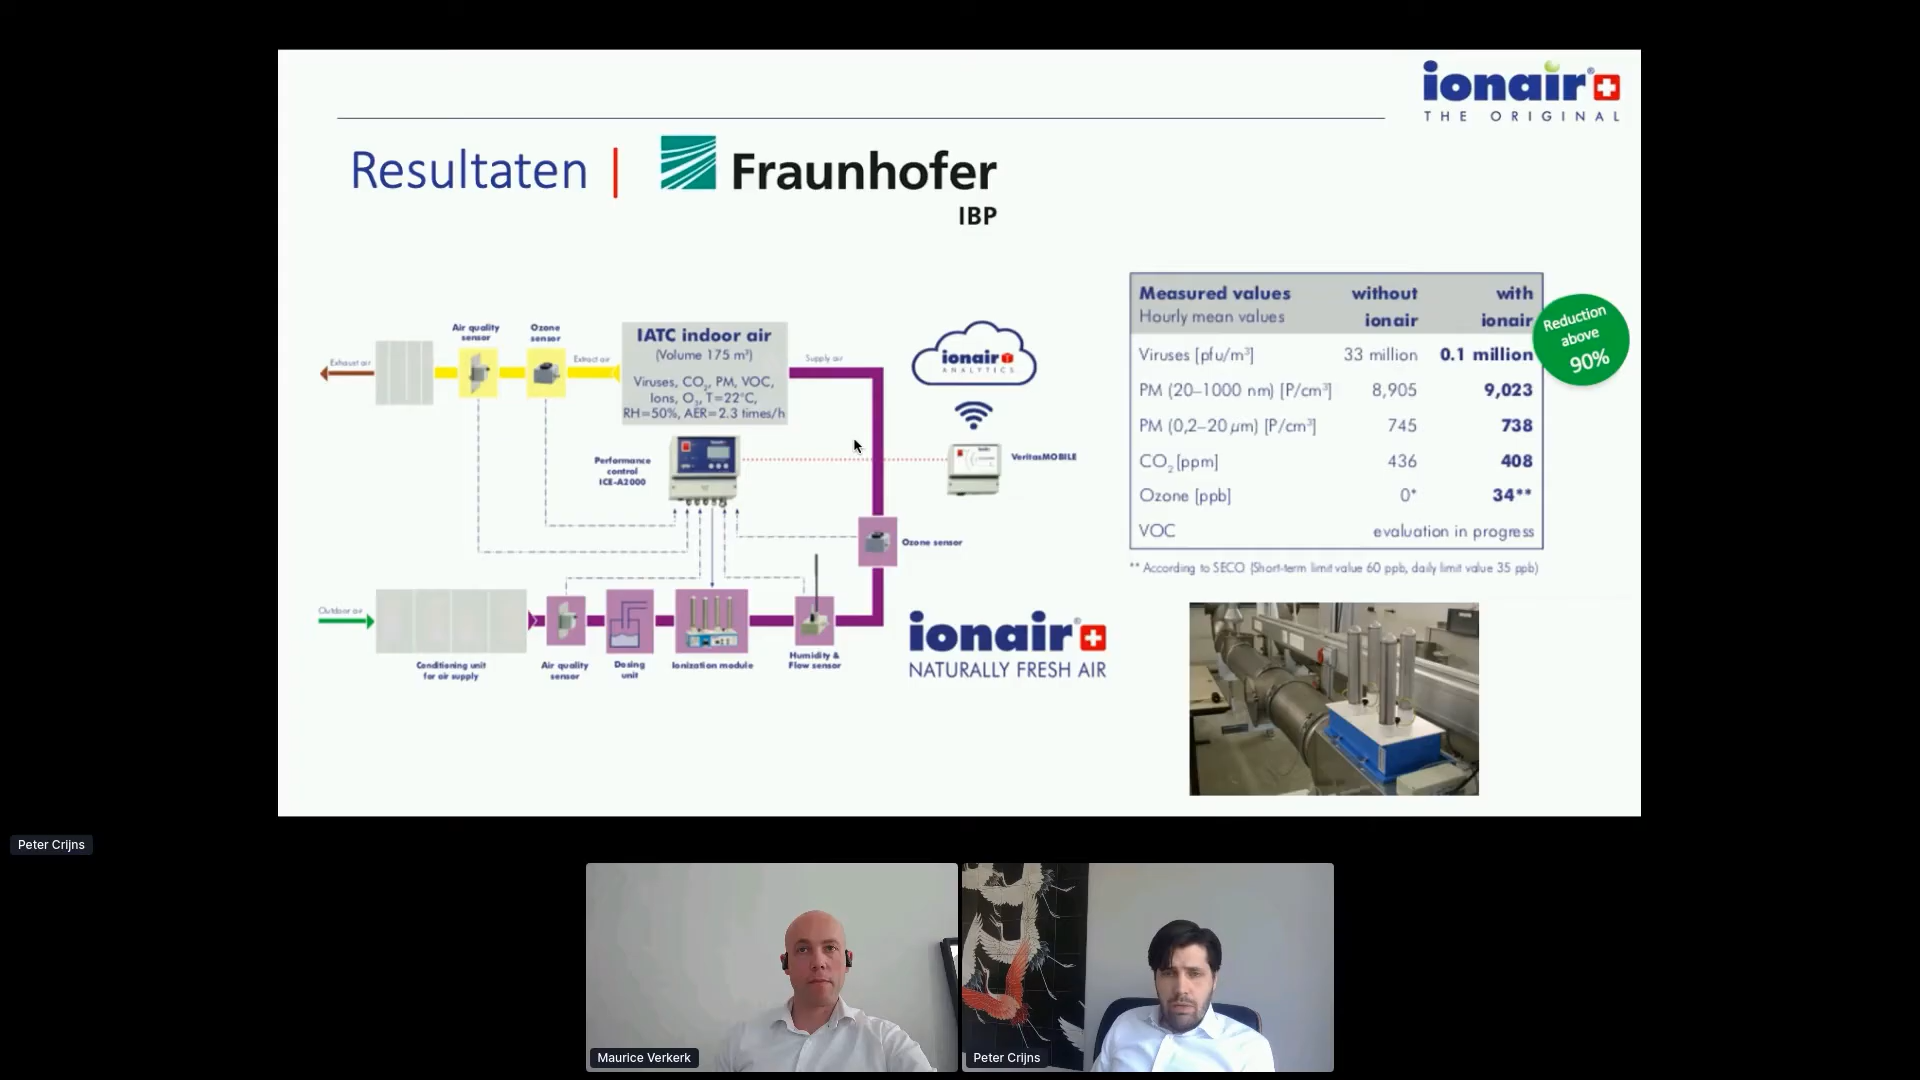 ionair®
THE ORIGINAL
Resultaten |
Fraunhofer
IBP
Air quality
sensor
Ozone
sensor
Exhaust air
Extract air
IATC indoor air
(Volume 175 m³)
Viruses, CO₂, PM, VOC,
Ions, O₃, T=22°C,
RH=50%, AER=2.3 times/h
Supply air
ionair
ANALYTICS
Performance
control
ICE-A2000
VeritasMOBILE
Ozone sensor
Outdoor air
Conditioning unit
for air supply
Air quality
sensor
Dosing
unit
Ionization module
Humidity &
Flow sensor
ionair®
NATURALLY FRESH AIR
Measured values without with
Hourly mean values ionair ionair
Viruses [pfu/m³] 33 million 0.1 million
PM (20–1000 nm) [P/cm³] 8,905 9,023
PM (0,2–20 µm) [P/cm³] 745 738
CO₂ [ppm] 436 408
Ozone [ppb] 0* 34**
VOC evaluation in progress
Reduction
above
90%
** According to SECO (Short-term limit value 60 ppb, daily limit value 35 ppb)
Peter Crijns
Maurice Verkerk
Peter Crijns